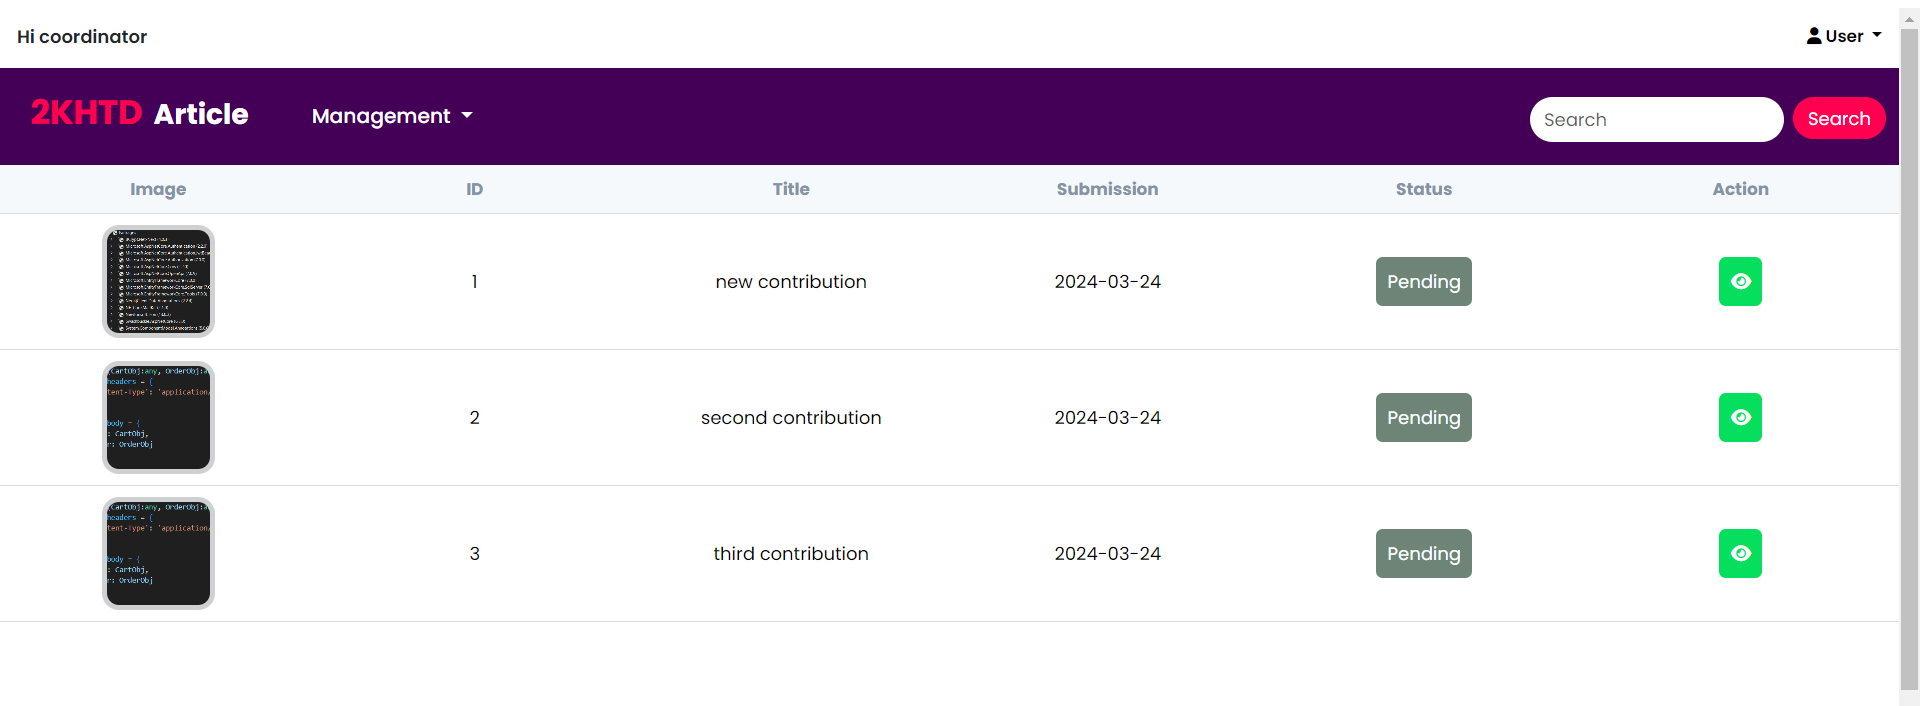 Hi coordinator
User
2KHTD Article
Management
Search
Search
Image ID Title Submission Status Action
1 new contribution 2024-03-24 Pending
{CartObj:any, OrderObj:a
headers = {
tent-Type': 'application/
body = {
: CartObj,
r: OrderObj
2 second contribution 2024-03-24 Pending
{CartObj:any, OrderObj:a
headers = {
tent-Type': 'application/
body = {
: CartObj,
r: OrderObj
3 third contribution 2024-03-24 Pending